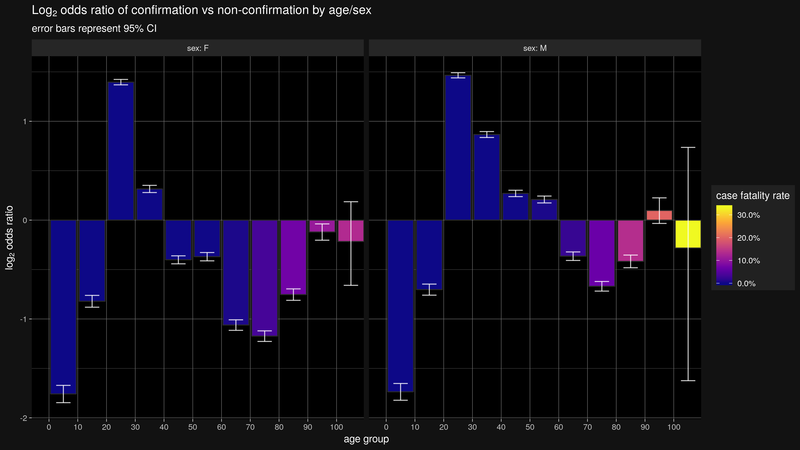 Log₂ odds ratio of confirmation vs non-confirmation by age/sex
error bars represent 95% CI
sex: F
sex: M
log₂ odds ratio
1
0
-1
-2
0 10 20 30 40 50 60 70 80 90 100
0 10 20 30 40 50 60 70 80 90 100
age group
case fatality rate
30.0%
20.0%
10.0%
0.0%